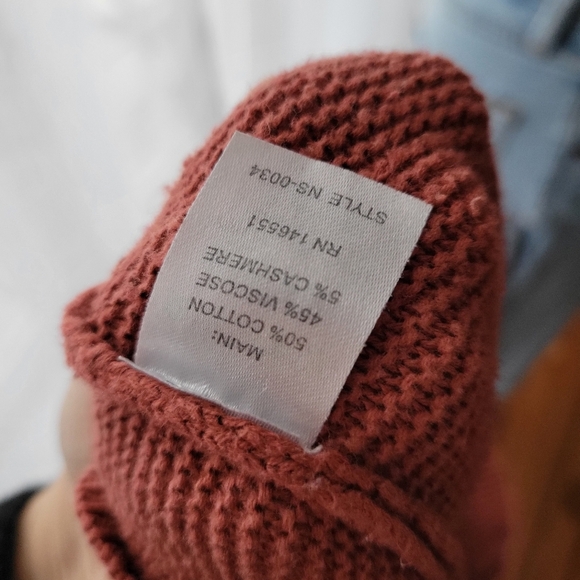 MAIN:
50% COTTON
45% VISCOSE
5% CASHMERE
RN 146551
STYLE NS-0034